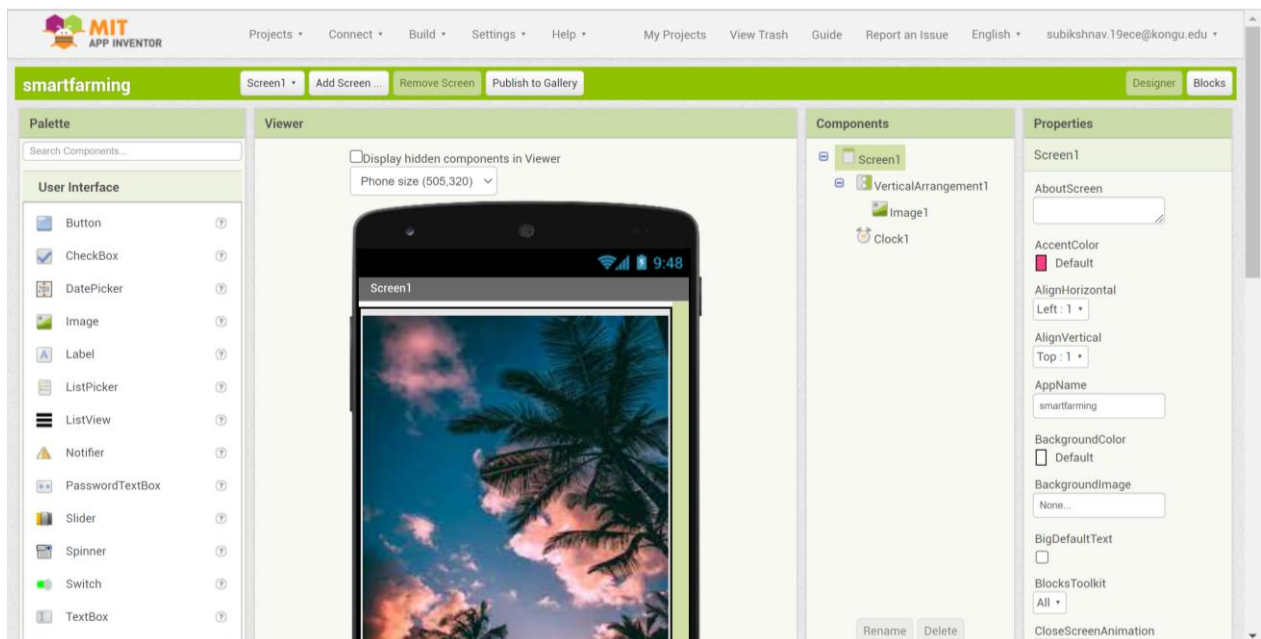 MIT
APP INVENTOR
Projects
Connect
Build
Settings
Help
My Projects
View Trash
Guide
Report an Issue
English
subikshnav.19ece@kongu.edu
smartfarming
Screen1
Add Screen ...
Remove Screen
Publish to Gallery
Designer
Blocks
Palette
Search Components...
User Interface
Button
CheckBox
DatePicker
Image
Label
ListPicker
ListView
Notifier
PasswordTextBox
Slider
Spinner
Switch
TextBox
Viewer
Display hidden components in Viewer
Phone size (505,320)
9:48
Screen1
Components
Screen1
VerticalArrangement1
Image1
Clock1
Rename
Delete
Properties
Screen1
AboutScreen
AccentColor
Default
AlignHorizontal
Left : 1
AlignVertical
Top : 1
AppName
smartfarming
BackgroundColor
Default
BackgroundImage
None...
BigDefaultText
BlocksToolkit
All
CloseScreenAnimation